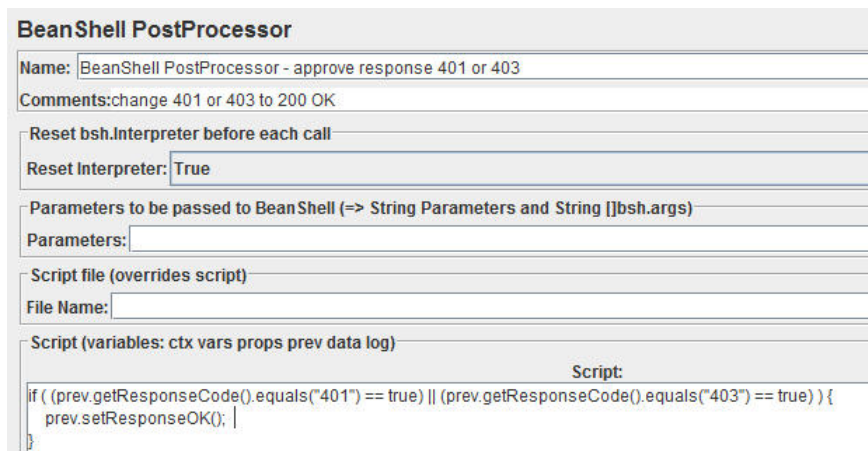 BeanShell PostProcessor
Name: BeanShell PostProcessor - approve response 401 or 403
Comments:change 401 or 403 to 200 OK
Reset bsh.Interpreter before each call
Reset Interpreter: True
Parameters to be passed to BeanShell (=> String Parameters and String []bsh.args)
Parameters:
Script file (overrides script)
File Name:
Script (variables: ctx vars props prev data log)
Script:
if ( (prev.getResponseCode().equals("401") == true) || (prev.getResponseCode().equals("403") == true) ) {
prev.setResponseOK();
}